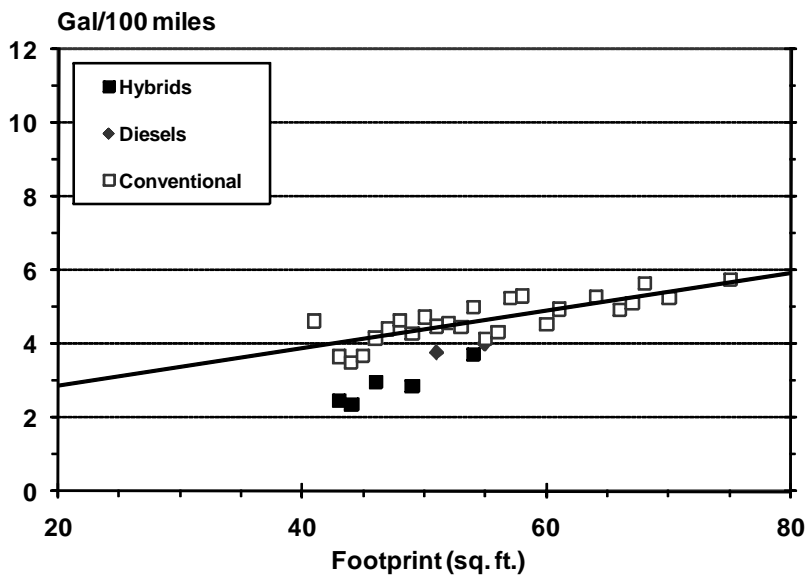 Gal/100 miles
12
10
8
6
4
2
0
Hybrids
Diesels
Conventional
20 40 60 80
Footprint (sq. ft.)